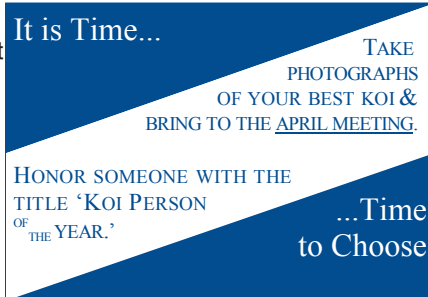 It is Time...
t
TAKE
PHOTOGRAPHS
OF YOUR BEST KOI &
BRING TO THE APRIL MEETING.
HONOR SOMEONE WITH THE
TITLE ‘KOI PERSON
OF THE YEAR.’
...Time
to Choose